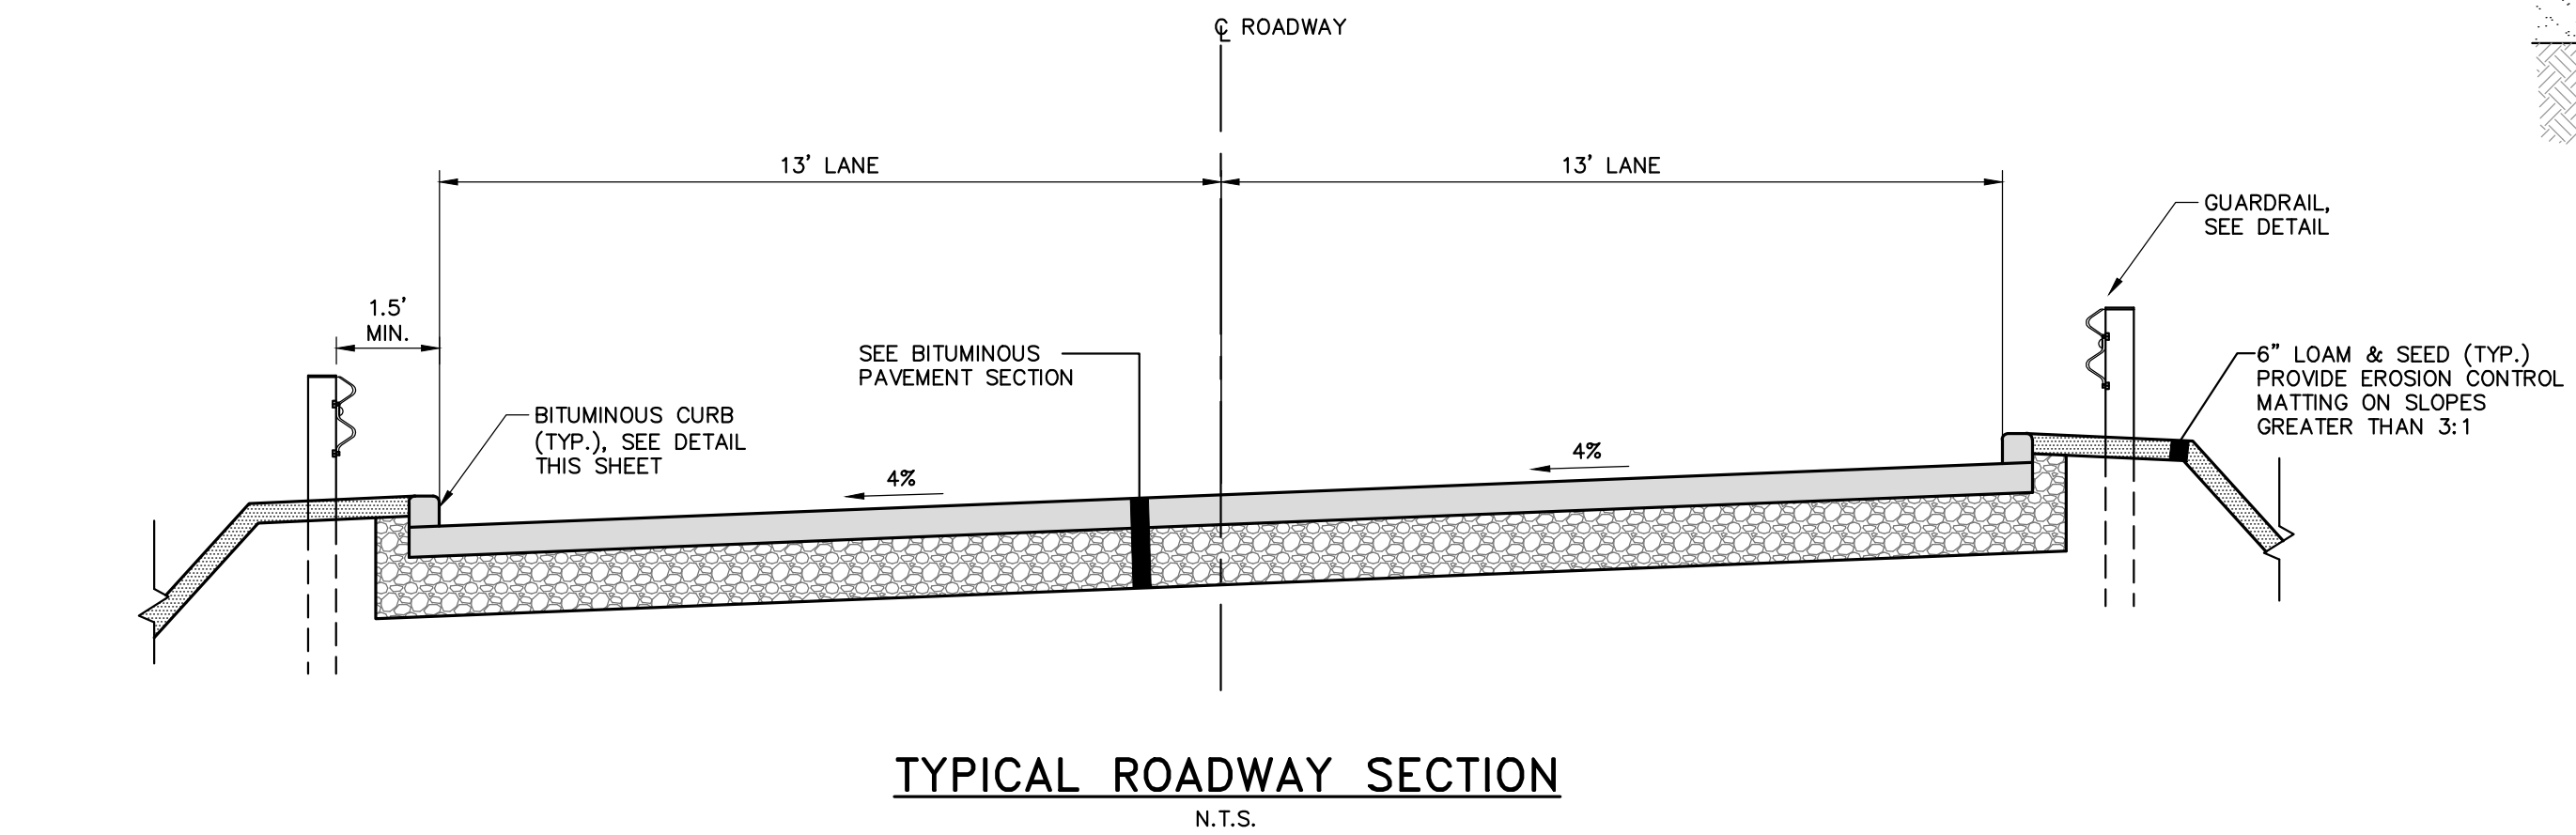 ℄ ROADWAY
13' LANE
13' LANE
GUARDRAIL,
SEE DETAIL
1.5'
MIN.
SEE BITUMINOUS
PAVEMENT SECTION
6" LOAM & SEED (TYP.)
PROVIDE EROSION CONTROL
MATTING ON SLOPES
GREATER THAN 3:1
BITUMINOUS CURB
(TYP.), SEE DETAIL
THIS SHEET
4%
4%
TYPICAL ROADWAY SECTION
N.T.S.